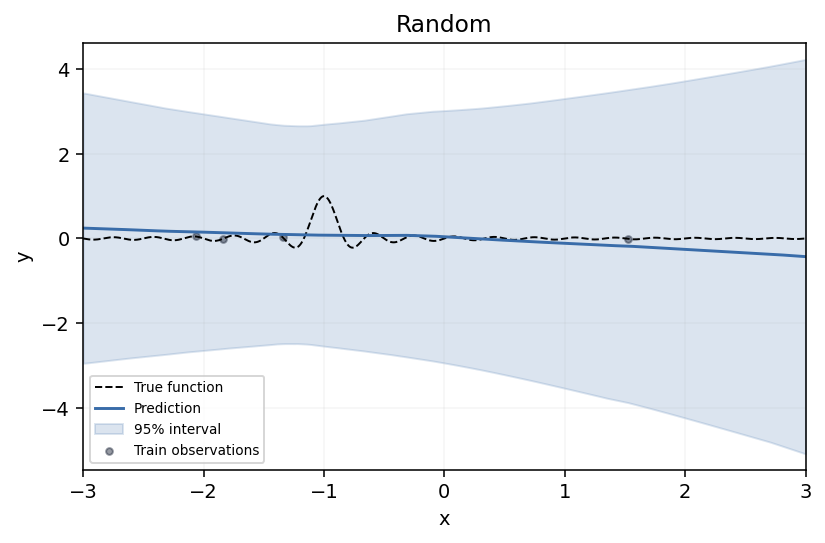 Random
y
4
2
0
−2
−4
True function
Prediction
95% interval
Train observations
−3 −2 −1 0 1 2 3
x